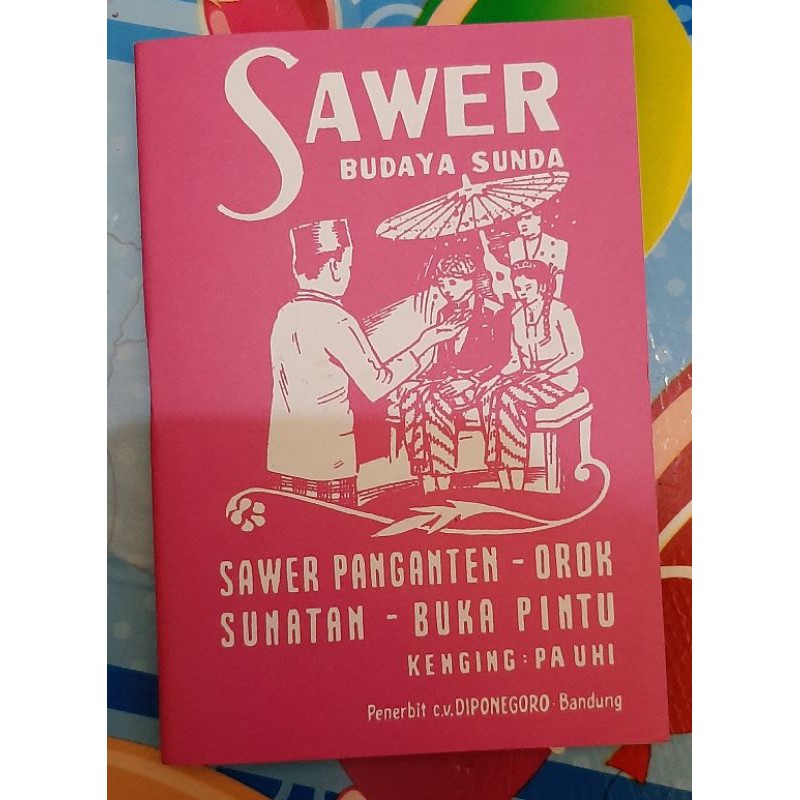 SAWER
BUDAYA SUNDA
SAWER PANGANTEN - OROK
SUNATAN - BUKA PINTU
KENGING : PA UHI
Penerbit c.v. DIPONEGORO - Bandung